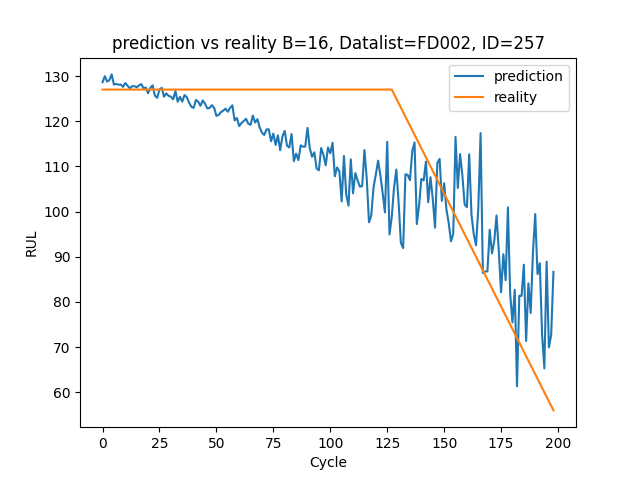 prediction vs reality B=16, Datalist=FD002, ID=257
prediction
reality
RUL
130
120
110
100
90
80
70
60
0 25 50 75 100 125 150 175 200
Cycle